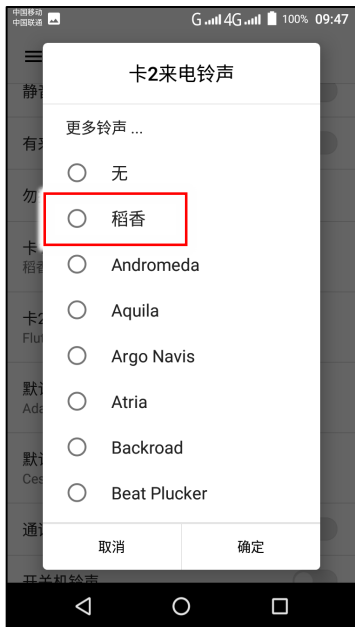 中国移动
中国联通
G 4G 100% 09:47
卡2来电铃声
更多铃声 ...
无
稻香
Andromeda
Aquila
Argo Navis
Atria
Backroad
Beat Plucker
取消 确定
静
有
勿
卡
稻
卡2
Flut
默
Ada
默
Ces
通
开关机铃声